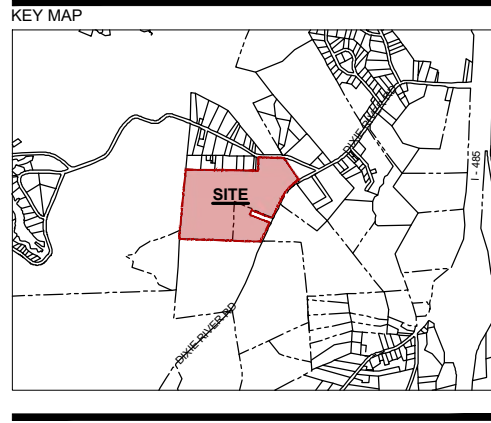 KEY MAP
DIXIE RIVER RD
I - 485
SITE
DIXIE RIVER RD